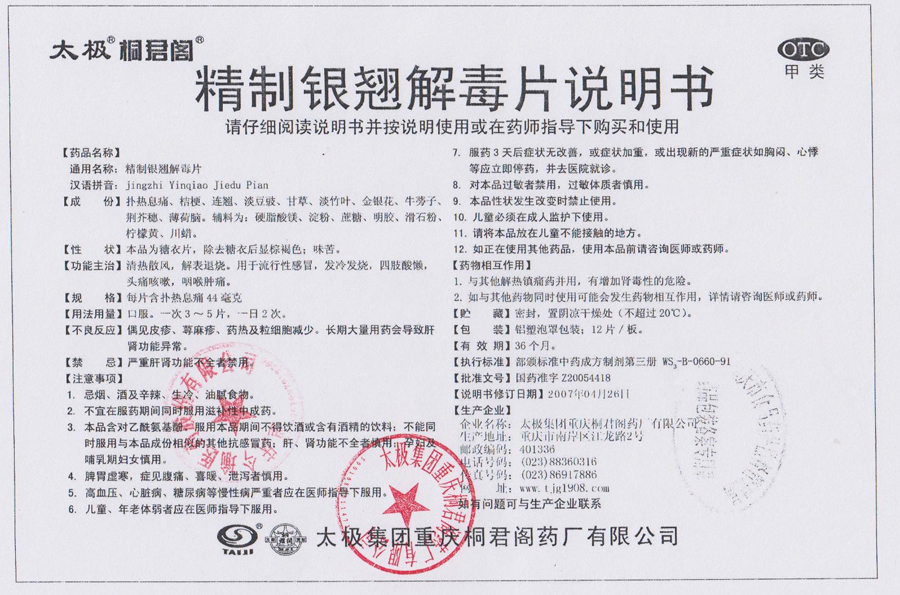 太极® 桐君阁®
OTC
甲类
精制银翘解毒片说明书
请仔细阅读说明书并按说明使用或在药师指导下购买和使用
【药品名称】
通用名称：精制银翘解毒片
汉语拼音：jingzhi Yinqiao Jiedu Pian
【成　份】扑热息痛、桔梗、连翘、淡豆豉、甘草、淡竹叶、金银花、牛蒡子、
荆芥穗、薄荷脑。辅料为：硬脂酸镁、淀粉、蔗糖、明胶、滑石粉、
柠檬黄、川蜡。
【性　状】本品为糖衣片，除去糖衣后显棕褐色；味苦。
【功能主治】清热散风，解表退烧。用于流行性感冒，发冷发烧，四肢酸懒，
头痛咳嗽，咽喉肿痛。
【规　格】每片含扑热息痛44毫克
【用法用量】口服。一次3～5片，一日2次。
【不良反应】偶见皮疹、荨麻疹、药热及粒细胞减少。长期大量用药会导致肝
肾功能异常。
【禁　忌】严重肝肾功能不全者禁用。
【注意事项】
1. 忌烟、酒及辛辣、生冷、油腻食物。
2. 不宜在服药期间同时服用滋补性中成药。
3. 本品含对乙酰氨基酚。服用本品期间不得饮酒或含有酒精的饮料；不能同
时服用与本品成份相似的其他抗感冒药；肝、肾功能不全者慎用；孕妇及
哺乳期妇女慎用。
4. 脾胃虚寒，症见腹痛、喜暖、泄泻者慎用。
5. 高血压、心脏病、糖尿病等慢性病严重者应在医师指导下服用。
6. 儿童、年老体弱者应在医师指导下服用。
7. 服药3天后症状无改善，或症状加重，或出现新的严重症状如胸闷、心悸
等应立即停药，并去医院就诊。
8. 对本品过敏者禁用，过敏体质者慎用。
9. 本品性状发生改变时禁止使用。
10. 儿童必须在成人监护下使用。
11. 请将本品放在儿童不能接触的地方。
12. 如正在使用其他药品，使用本品前请咨询医师或药师。
【药物相互作用】
1. 与其他解热镇痛药并用，有增加肾毒性的危险。
2. 如与其他药物同时使用可能会发生药物相互作用，详情请咨询医师或药师。
【贮　藏】密封，置阴凉干燥处（不超过20℃）。
【包　装】铝塑泡罩包装；12片/板。
【有 效 期】36个月。
【执行标准】部颁标准中药成方制剂第三册 WS₃-B-0660-91
【批准文号】国药准字Z20054418
【说明书修订日期】2007年04月26日
【生产企业】
企业名称：太极集团重庆桐君阁药厂有限公司
生产地址：重庆市南岸区江龙路2号
邮政编码：401336
电话号码：(023)88360316
传真号码：(023)86917886
网　址：www.tjg1908.com
如有问题可与生产企业联系
TAIJI ®
太极集团重庆桐君阁药厂有限公司
太极集团重庆桐君阁药厂有限公司